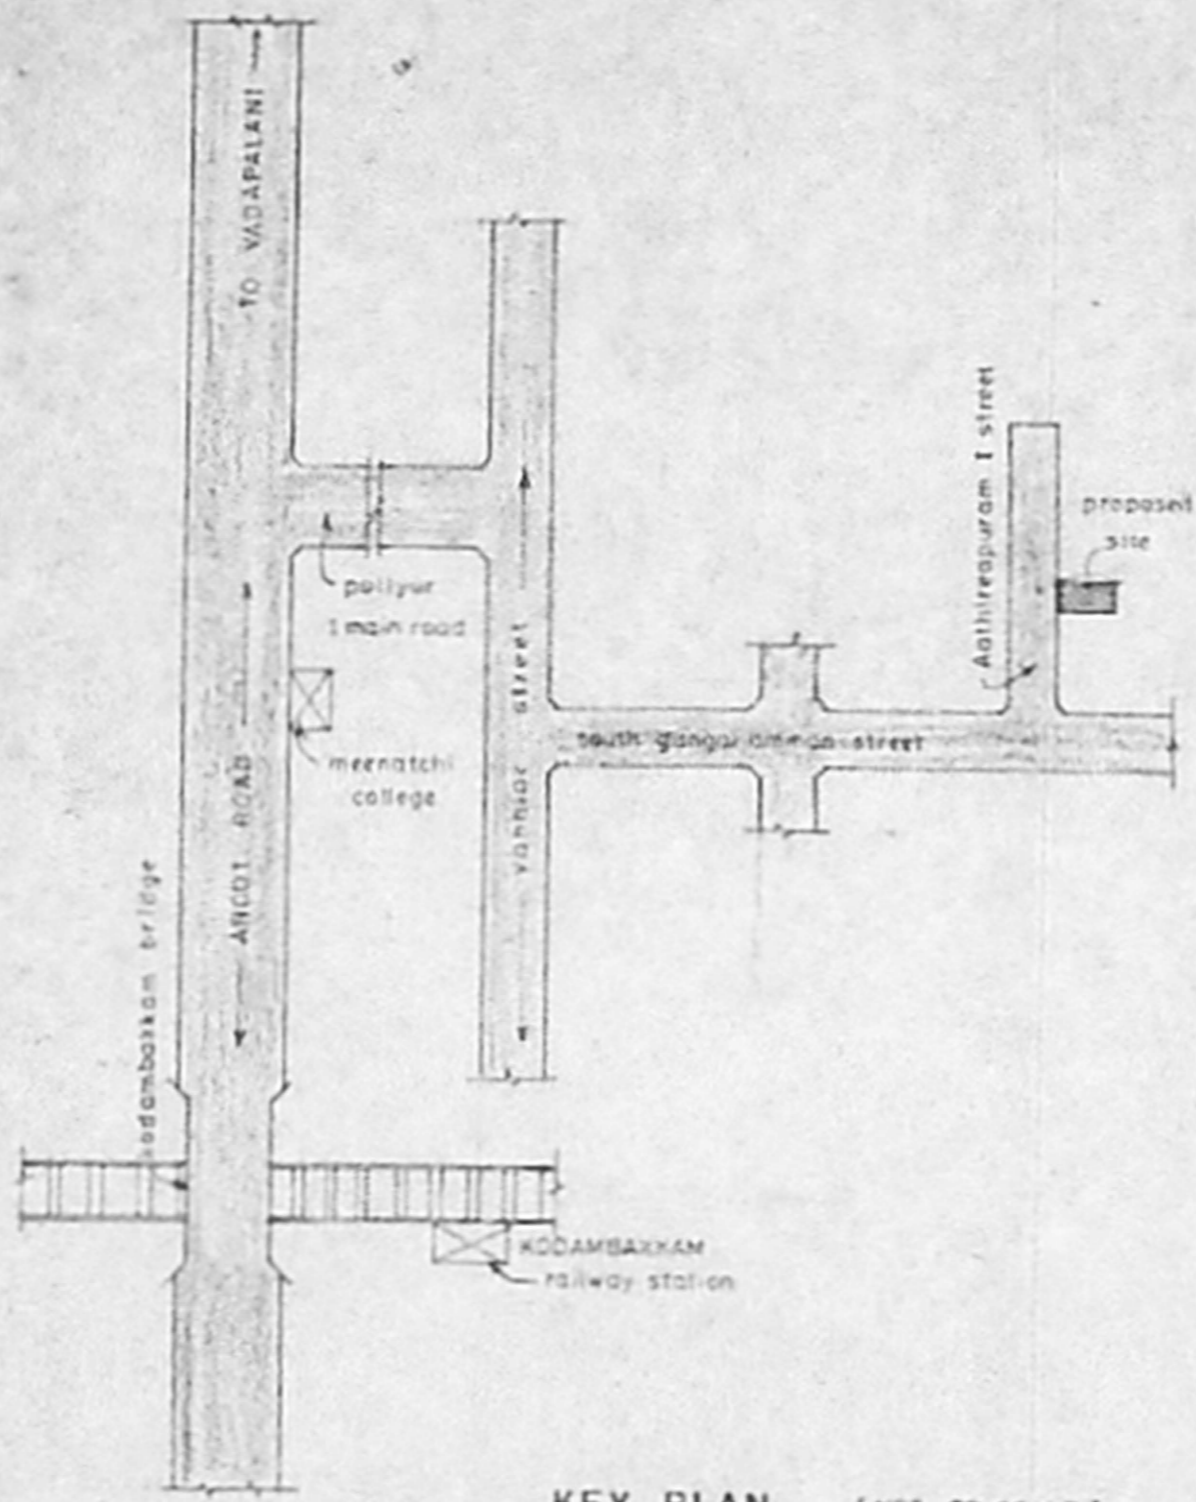 TO VADAPALANI
Aathireapuram I street
proposed
site
pollyur
I main road
street
south gangai amman street
meenatchi
college
vanniar
ARCOT ROAD
kodambakkam bridge
KODAMBAKKAM
railway station
KEY PLAN